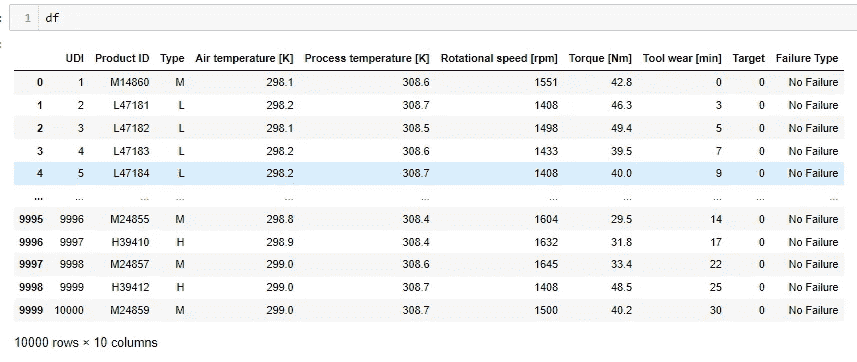 1 df
UDI Product ID Type Air temperature [K] Process temperature [K] Rotational speed [rpm] Torque [Nm] Tool wear [min] Target Failure Type
0 1 M14860 M 298.1 308.6 1551 42.8 0 0 No Failure
1 2 L47181 L 298.2 308.7 1408 46.3 3 0 No Failure
2 3 L47182 L 298.1 308.5 1498 49.4 5 0 No Failure
3 4 L47183 L 298.2 308.6 1433 39.5 7 0 No Failure
4 5 L47184 L 298.2 308.7 1408 40.0 9 0 No Failure
... ... ... ... ... ... ... ... ... ... ...
9995 9996 M24855 M 298.8 308.4 1604 29.5 14 0 No Failure
9996 9997 H39410 H 298.9 308.4 1632 31.8 17 0 No Failure
9997 9998 M24857 M 299.0 308.6 1645 33.4 22 0 No Failure
9998 9999 H39412 H 299.0 308.7 1408 48.5 25 0 No Failure
9999 10000 M24859 M 299.0 308.7 1500 40.2 30 0 No Failure
10000 rows × 10 columns